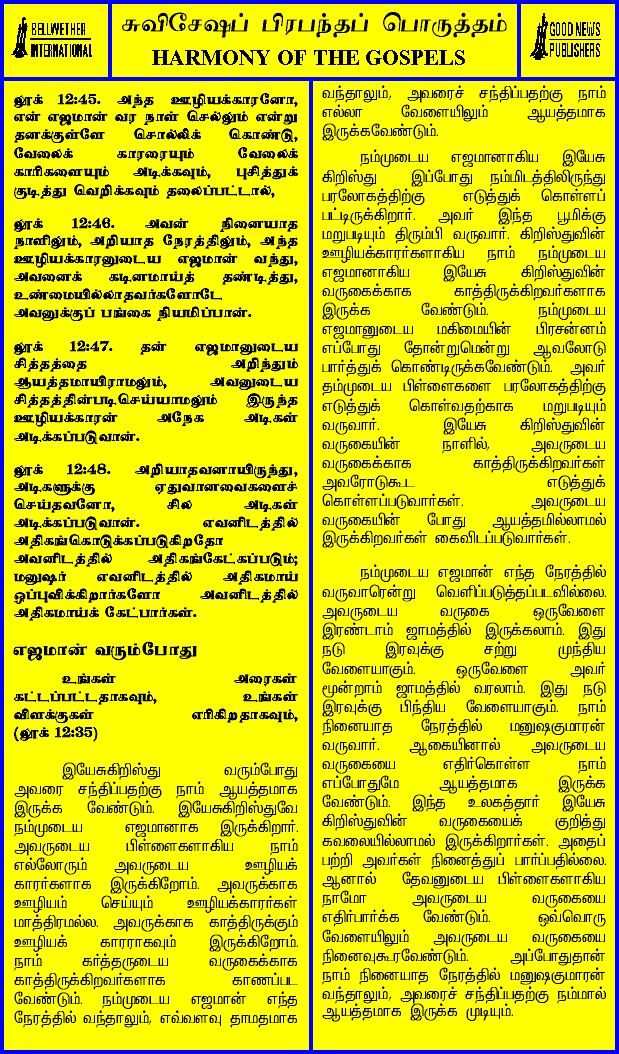 BELLWETHER
INTERNATIONAL
சுவிசேஷப் பிரபந்தப் பொருத்தம்
HARMONY OF THE GOSPELS
GOOD NEWS
PUBLISHERS
லூக் 12:45. அந்த ஊழியக்காரனோ,
என் எஜமான் வர நாள் செல்லும் என்று
தனக்குள்ளே சொல்லிக் கொண்டு,
வேலைக் காரரையும் வேலைக்
காரிகளையும் அடிக்கவும், புசித்துக்
குடித்து வெறிக்கவும் தலைப்பட்டால்,
லூக் 12:46. அவன் நினையாத
நாளிலும், அறியாத நேரத்திலும், அந்த
ஊழியக்காரனுடைய எஜமான் வந்து,
அவனைக் கடினமாய்த் தண்டித்து,
உண்மையில்லாதவர்களோடே
அவனுக்குப் பங்கை நியமிப்பான்.
லூக் 12:47. தன் எஜமானுடைய
சித்தத்தை அறிந்தும்
ஆயத்தமாயிராமலும், அவனுடைய
சித்தத்தின்படி செய்யாமலும் இருந்த
ஊழியக்காரன் அநேக அடிகள்
அடிக்கப்படுவான்.
லூக் 12:48. அறியாதவனாயிருந்து,
அடிகளுக்கு ஏதுவானவைகளைச்
செய்தவனோ, சில அடிகள்
அடிக்கப்படுவான். எவனிடத்தில்
அதிகங்கொடுக்கப்படுகிறதோ
அவனிடத்தில் அதிகங்கேட்கப்படும்;
மனுஷர் எவனிடத்தில் அதிகமாய்
ஒப்புவிக்கிறார்களோ அவனிடத்தில்
அதிகமாய்க் கேட்பார்கள்.
எஜமான் வரும்போது
உங்கள் அரைகள்
கட்டப்பட்டதாகவும், உங்கள்
விளக்குகள் எரிகிறதாகவும்,
(லூக் 12:35)
இயேசுகிறிஸ்து வரும்போது
அவரை சந்திப்பதற்கு நாம் ஆயத்தமாக
இருக்க வேண்டும். இயேசுகிறிஸ்துவே
நம்முடைய எஜமானாக இருக்கிறார்.
அவருடைய பிள்ளைகளாகிய நாம்
எல்லோரும் அவருடைய ஊழியக்
காரர்களாக இருக்கிறோம். அவருக்காக
ஊழியம் செய்யும் ஊழியக்காரர்கள்
மாத்திரமல்ல. அவருக்காக காத்திருக்கும்
ஊழியக் காரராகவும் இருக்கிறோம்.
நாம் கர்த்தருடைய வருகைக்காக
காத்திருக்கிறவர்களாக காணப்பட
வேண்டும். நம்முடைய எஜமான் எந்த
நேரத்தில் வந்தாலும், எவ்வளவு தாமதமாக
வந்தாலும், அவரைச் சந்திப்பதற்கு நாம்
எல்லா வேளையிலும் ஆயத்தமாக
இருக்கவேண்டும்.
நம்முடைய எஜமானாகிய இயேசு
கிறிஸ்து இப்போது நம்மிடத்திலிருந்து
பரலோகத்திற்கு எடுத்துக் கொள்ளப்
பட்டிருக்கிறார். அவர் இந்த பூமிக்கு
மறுபடியும் திரும்பி வருவார். கிறிஸ்துவின்
ஊழியக்காரர்களாகிய நாம் நம்முடைய
எஜமானாகிய இயேசு கிறிஸ்துவின்
வருகைக்காக காத்திருக்கிறவர்களாக
இருக்க வேண்டும். நம்முடைய
எஜமானுடைய மகிமையின் பிரசன்னம்
எப்போது தோன்றுமென்று ஆவலோடு
பார்த்துக் கொண்டிருக்கவேண்டும். அவர்
தம்முடைய பிள்ளைகளை பரலோகத்திற்கு
எடுத்துக் கொள்வதற்காக மறுபடியும்
வருவார். இயேசு கிறிஸ்துவின்
வருகையின் நாளில், அவருடைய
வருகைக்காக காத்திருக்கிறவர்கள்
அவரோடுகூட எடுத்துக்
கொள்ளப்படுவார்கள். அவருடைய
வருகையின் போது ஆயத்தமில்லாமல்
இருக்கிறவர்கள் கைவிடப்படுவார்கள்.
நம்முடைய எஜமான் எந்த நேரத்தில்
வருவாரென்று வெளிப்படுத்தப்படவில்லை.
அவருடைய வருகை ஒருவேளை
இரண்டாம் ஜாமத்தில் இருக்கலாம். இது
நடு இரவுக்கு சற்று முந்திய
வேளையாகும். ஒருவேளை அவர்
மூன்றாம் ஜாமத்தில் வரலாம். இது நடு
இரவுக்கு பிந்திய வேளையாகும். நாம்
நினையாத நேரத்தில் மனுஷகுமாரன்
வருவார். ஆகையினால் அவருடைய
வருகையை எதிர்கொள்ள நாம்
எப்போதுமே ஆயத்தமாக இருக்க
வேண்டும். இந்த உலகத்தார் இயேசு
கிறிஸ்துவின் வருகையைக் குறித்து
கவலையில்லாமல் இருக்கிறார்கள். அதைப்
பற்றி அவர்கள் நினைத்துப் பார்ப்பதில்லை.
ஆனால் தேவனுடைய பிள்ளைகளாகிய
நாமோ அவருடைய வருகையை
எதிர்பார்க்க வேண்டும். ஒவ்வொரு
வேளையிலும் அவருடைய வருகையை
நினைவுகூரவேண்டும். அப்போதுதான்
நாம் நினையாத நேரத்தில் மனுஷகுமாரன்
வந்தாலும், அவரைச் சந்திப்பதற்கு நம்மால்
ஆயத்தமாக இருக்க முடியும்.